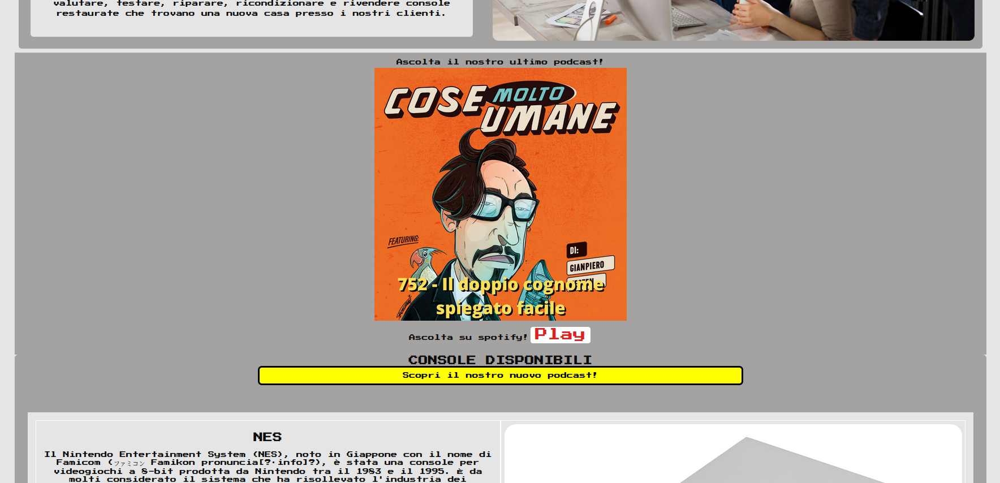 valutare, testare, riparare, ricondizionare e rivendere console
restaurate che trovano una nuova casa presso i nostri clienti.
Ascolta il nostro ultimo podcast!
COSE MOLTO
UMANE
FEATURING:
DI:
GIANPIERO
752 - Il doppio cognome
spiegato facile
Ascolta su spotify! Play
CONSOLE DISPONIBILI
Scopri il nostro nuovo podcast!
NES
Il Nintendo Entertainment System (NES), noto in Giappone con il nome di
Famicom (ファミコン Famikon pronuncia[?·info]?), è stata una console per
videogiochi a 8-bit prodotta da Nintendo tra il 1983 e il 1995. È da
molti considerato il sistema che ha risollevato l'industria dei